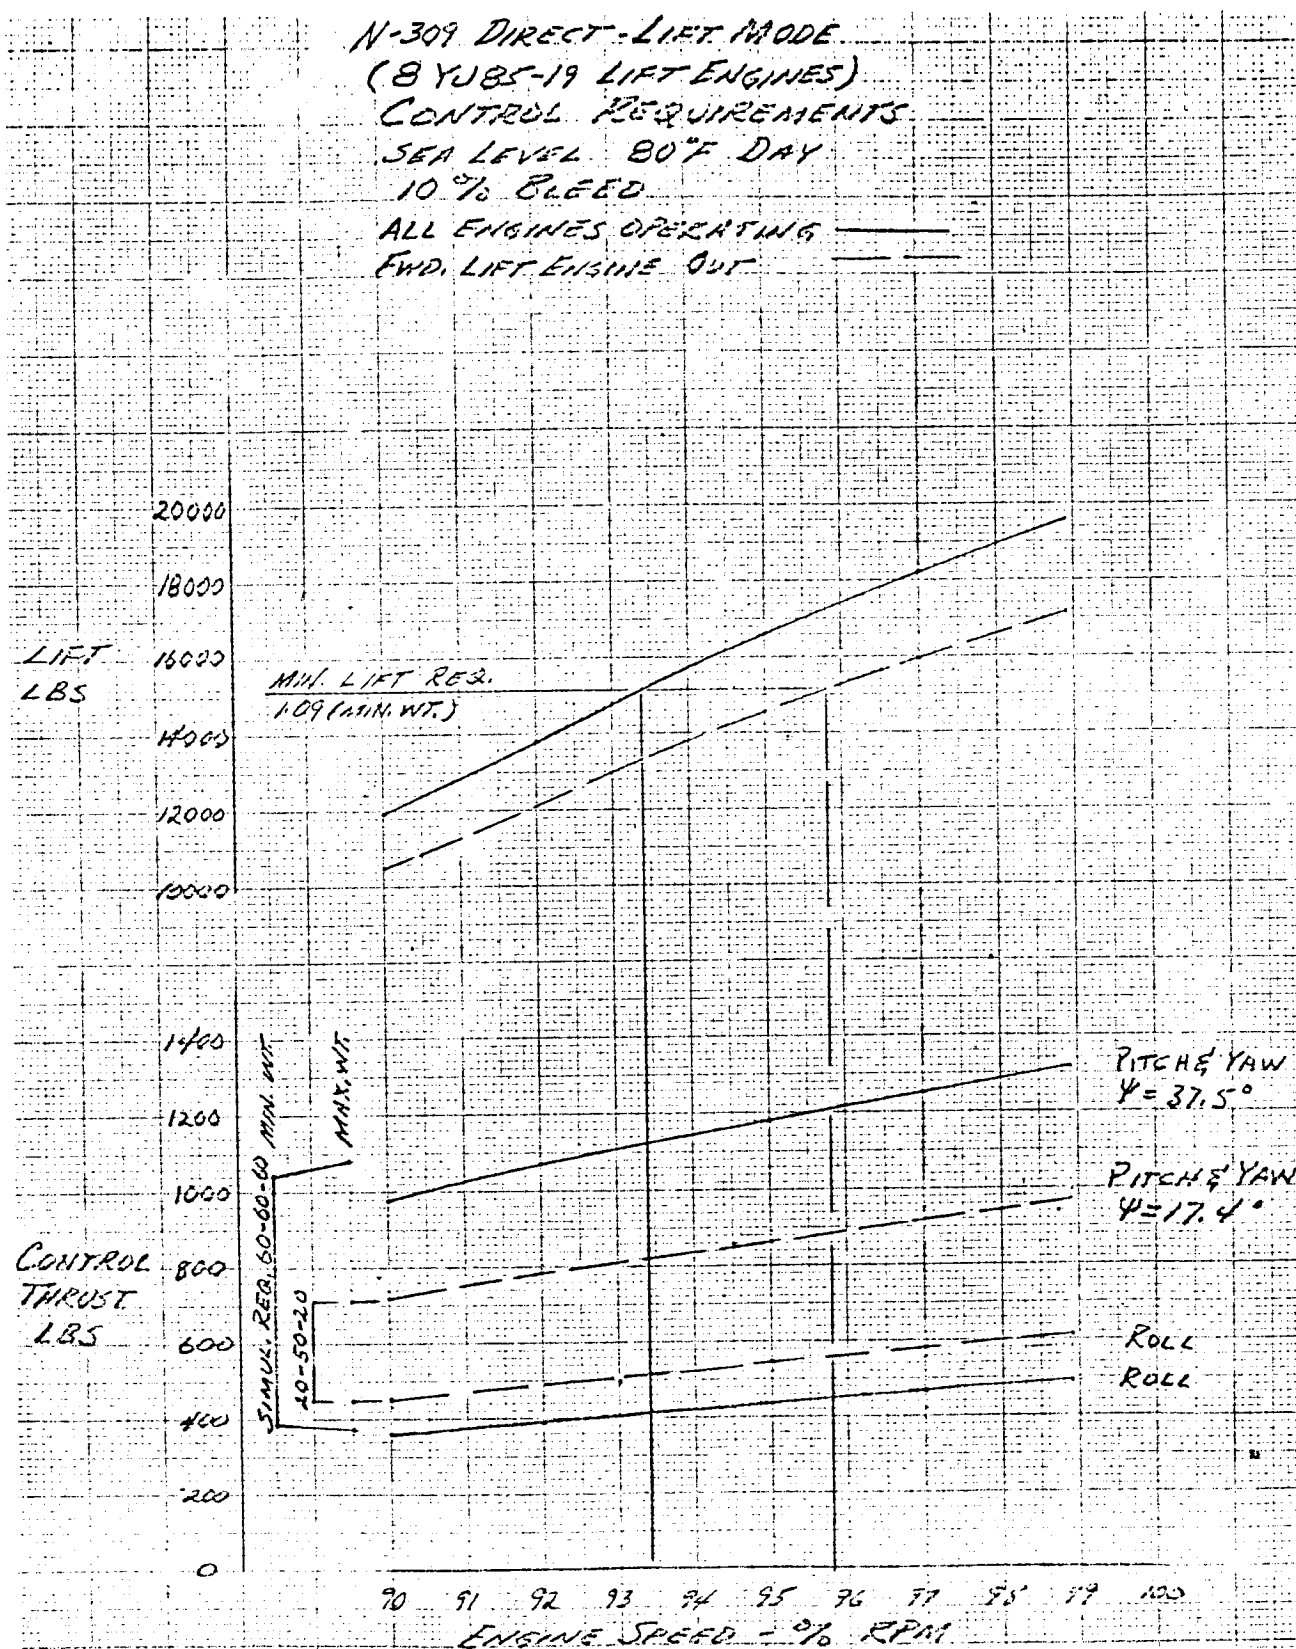 N-309 DIRECT-LIFT MODE
(8 YJ85-19 LIFT ENGINES)
CONTROL REQUIREMENTS
SEA LEVEL 80°F DAY
10 % BLEED
ALL ENGINES OPERATING
FWD. LIFT ENGINE OUT
20000
18000
LIFT
LBS
16000
14000
12000
10000
MIN. LIFT REQ.
1.09 (MIN. WT.)
1400
1200
1000
800
600
400
200
0
CONTROL
THRUST
LBS
SIMUL. REQ. 60-60-60 MIN. WT.
MAX. WT.
20-50-20
PITCH & YAW
Ψ = 37.5°
PITCH & YAW
Ψ = 17.4°
ROLL
ROLL
90 91 92 93 94 95 96 97 98 99 100
ENGINE SPEED - % RPM